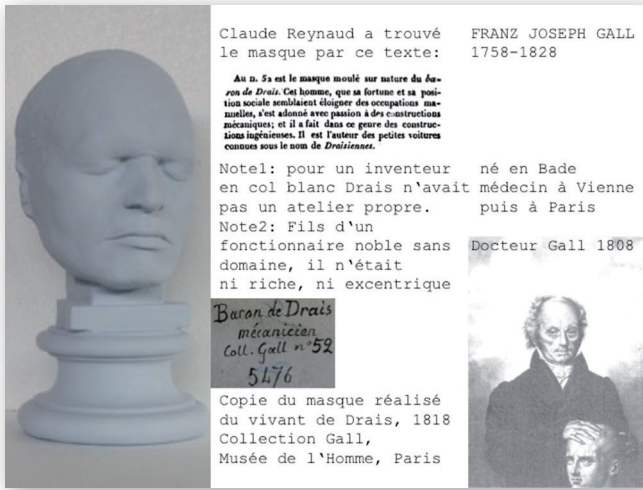 Claude Reynaud a trouvé
le masque par ce texte:
Au n. 52 est le masque moulé sur nature du ba-
ron de Drais. Cet homme, que sa fortune et sa posi-
tion sociale semblaient éloigner des occupations ma-
nuelles, s'est adonné avec passion à des constructions
mécaniques; et il a fait dans ce genre des construc-
tions ingénieuses. Il est l'auteur des petites voitures
connues sous le nom de Draisiennes.
Note1: pour un inventeur
en col blanc Drais n‛avait
pas un atelier propre.
Note2: Fils d‛un
fonctionnaire noble sans
domaine, il n‛était
ni riche, ni excentrique
Baron de Drais
mécanicien
Coll. Gall n° 52
5476
Copie du masque réalisé
du vivant de Drais, 1818
Collection Gall,
Musée de l‛Homme, Paris
FRANZ JOSEPH GALL
1758-1828
né en Bade
médecin à Vienne
puis à Paris
Docteur Gall 1808